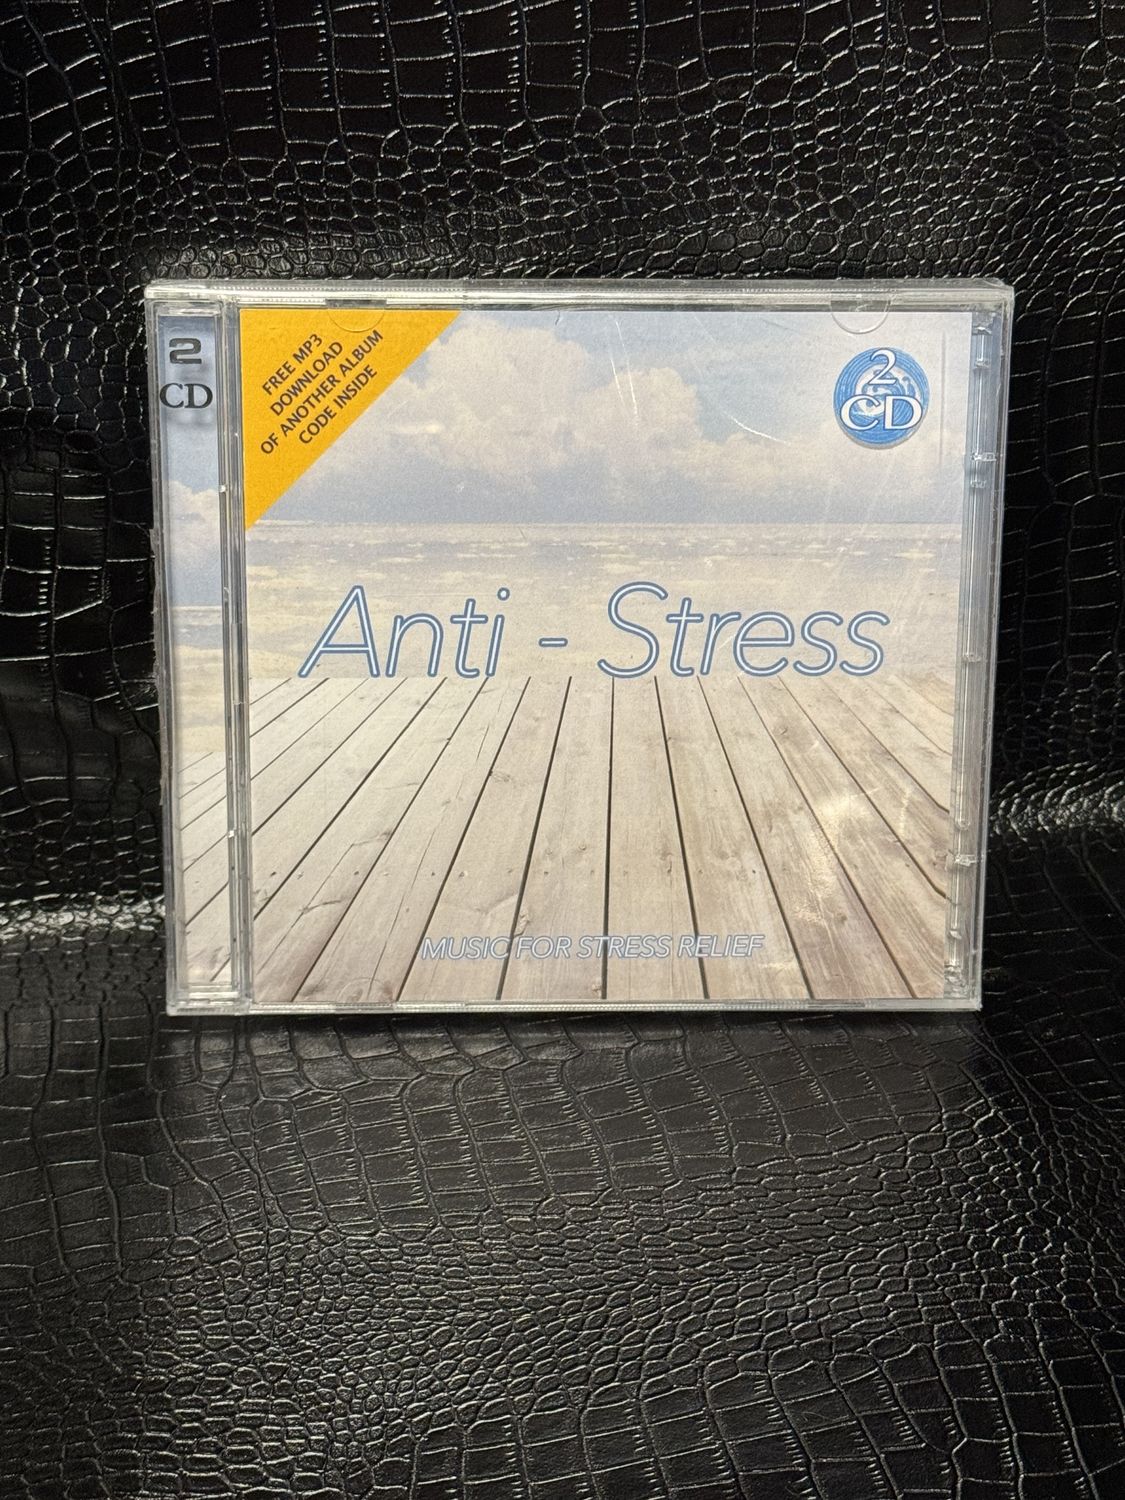 2
CD
FREE MP3
DOWNLOAD
OF ANOTHER ALBUM
CODE INSIDE
2
CD
Anti - Stress
MUSIC FOR STRESS RELIEF